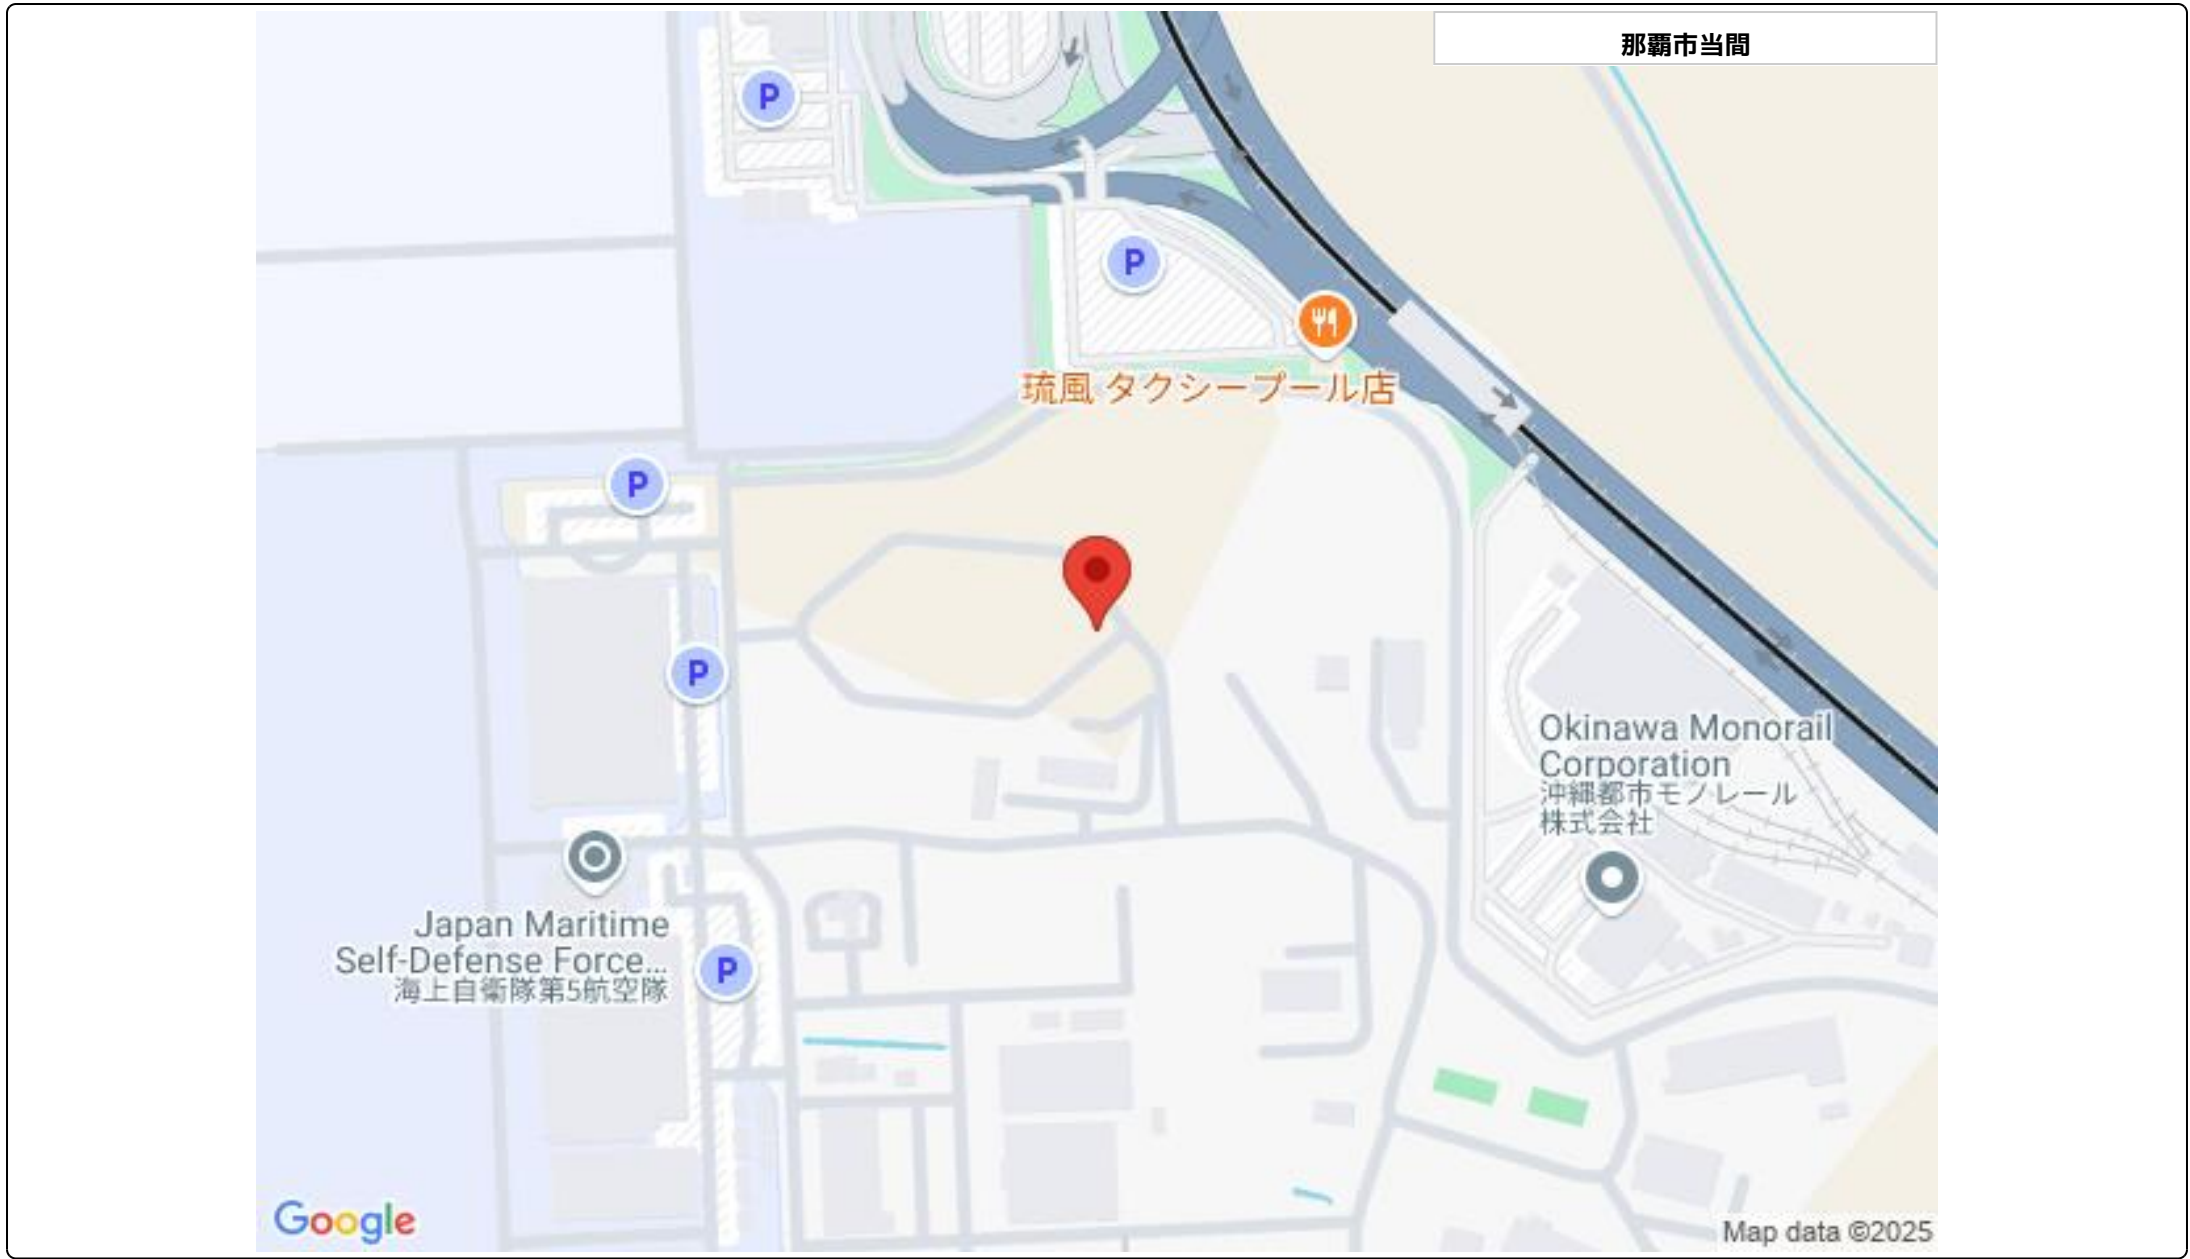 那覇市当間
P
P
琉風 タクシープール店
P
P
Okinawa Monorail
Corporation
沖縄都市モノレール
株式会社
Japan Maritime
Self-Defense Force...
海上自衛隊第5航空隊
P
Google
Map data ©2025